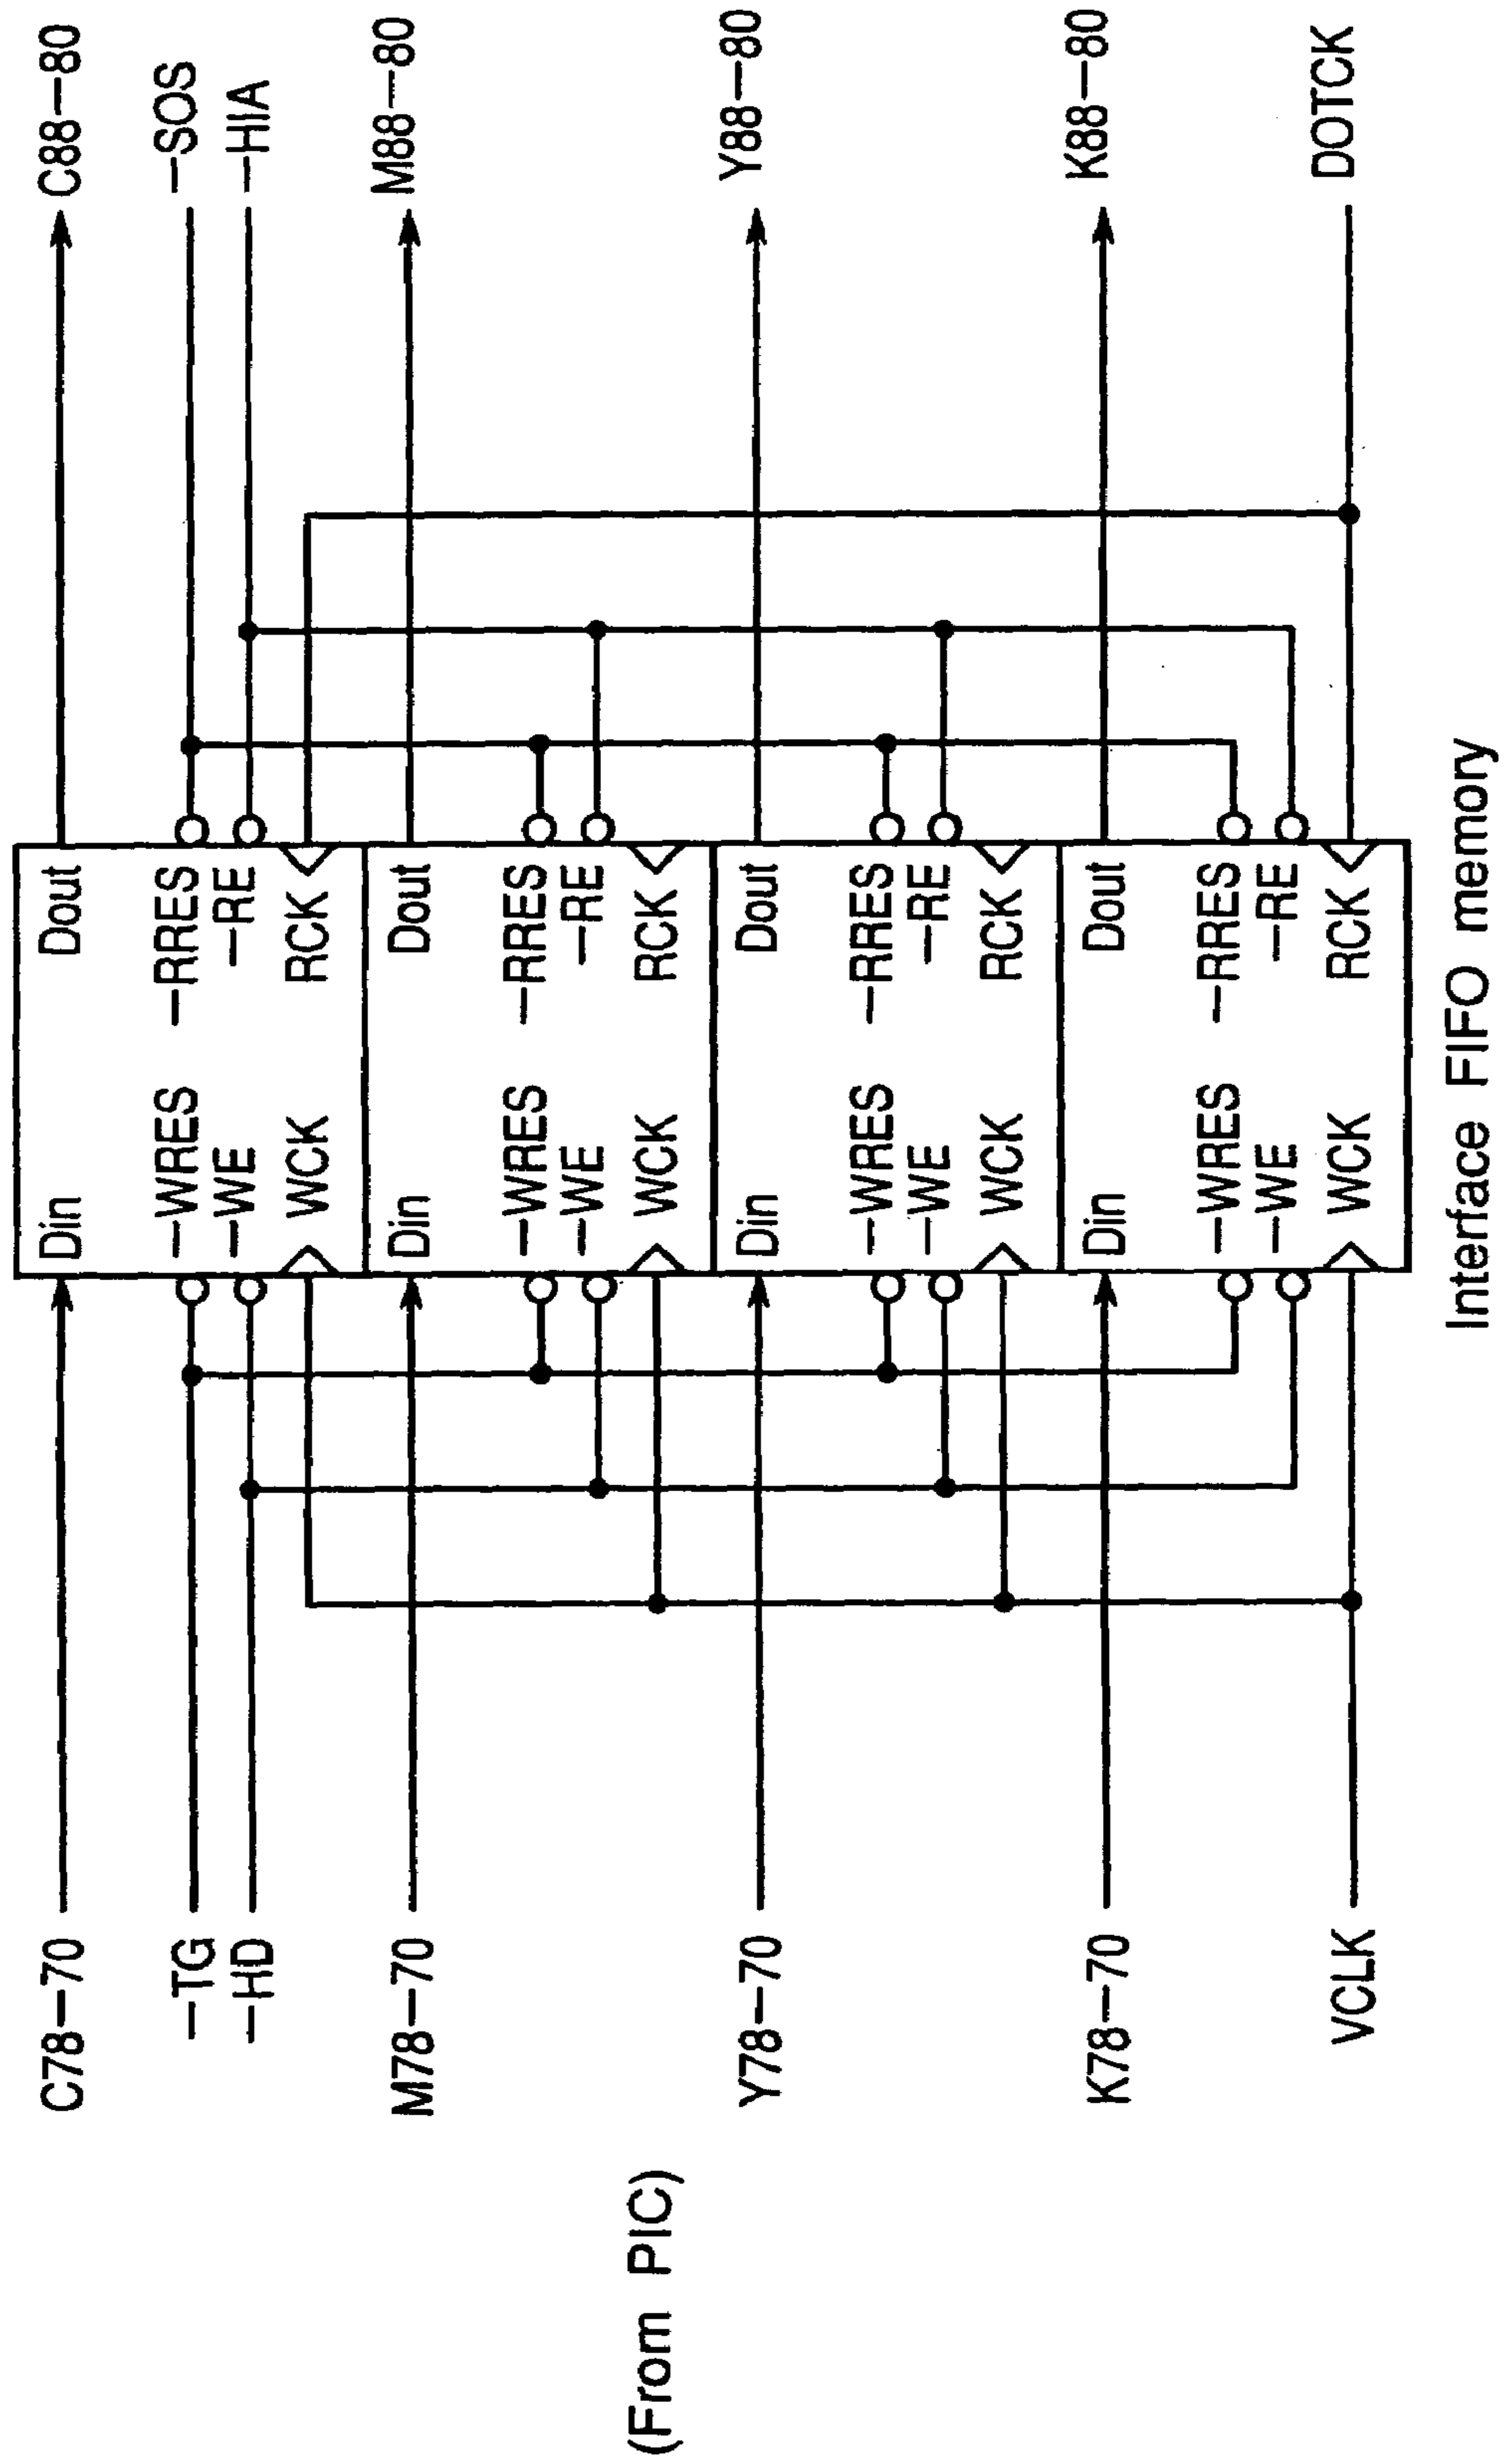 (From PIC)
C78-70
-TG
-HD
M78-70
Y78-70
K78-70
VCLK
Din Dout
-WRES -RRES
-WE -RE
WCK RCK
Din Dout
-WRES -RRES
-WE -RE
WCK RCK
Din Dout
-WRES -RRES
-WE -RE
WCK RCK
Din Dout
-WRES -RRES
-WE -RE
WCK RCK
Interface FIFO memory
C88-80
-SOS
-HIA
M88-80
Y88-80
K88-80
DOTCK